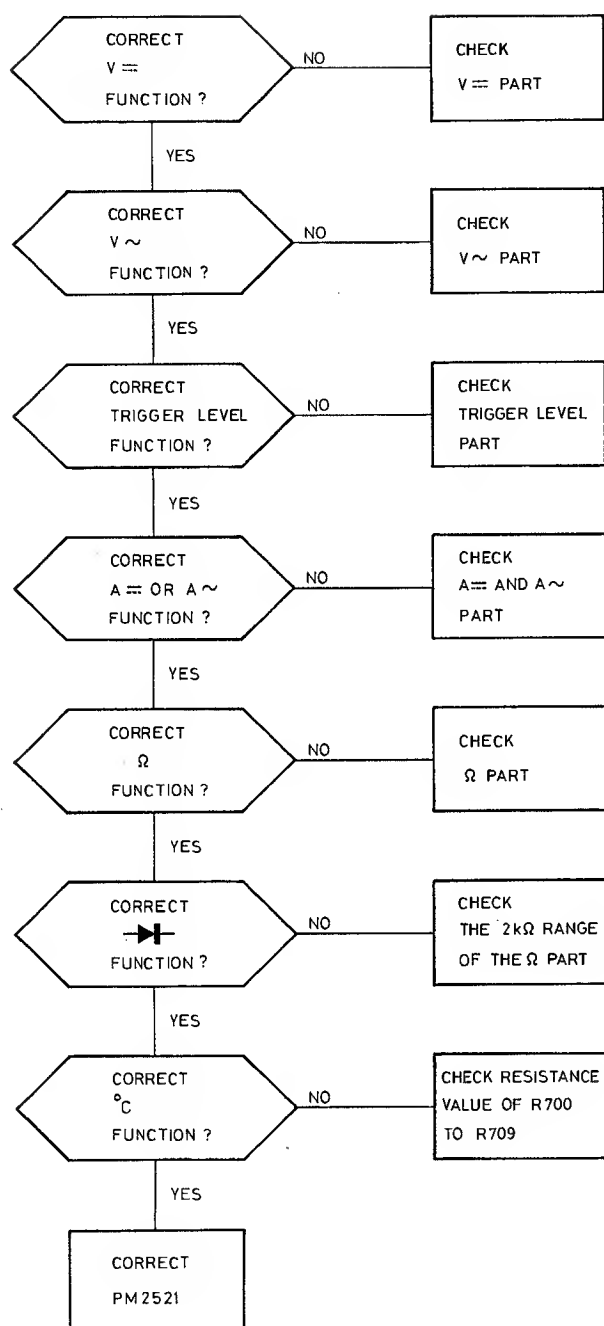 CORRECT
V ⎓
FUNCTION ?
NO
CHECK
V ⎓ PART
YES
CORRECT
V ~
FUNCTION ?
NO
CHECK
V~ PART
YES
CORRECT
TRIGGER LEVEL
FUNCTION ?
NO
CHECK
TRIGGER LEVEL
PART
YES
CORRECT
A ⎓ OR A ~
FUNCTION ?
NO
CHECK
A ⎓ AND A ~
PART
YES
CORRECT
Ω
FUNCTION ?
NO
CHECK
Ω PART
YES
CORRECT
FUNCTION ?
NO
CHECK
THE 2kΩ RANGE
OF THE Ω PART
YES
CORRECT
°C
FUNCTION ?
NO
CHECK RESISTANCE
VALUE OF R700
TO R709
YES
CORRECT
PM2521